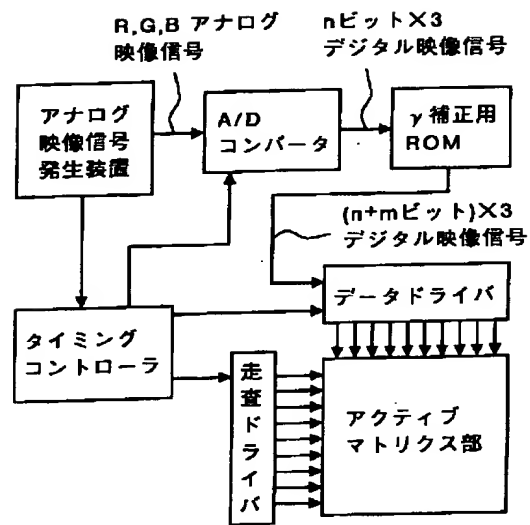 R,G,B アナログ
映像信号
nビット×3
デジタル映像信号
アナログ
映像信号
発生装置
A/D
コンバータ
γ補正用
ROM
(n+mビット)×3
デジタル映像信号
タイミング
コントローラ
データドライバ
走査ドライバ
アクティブ
マトリクス部